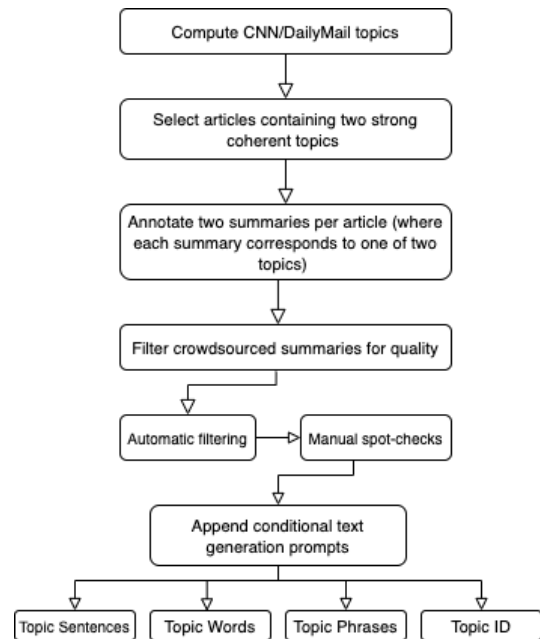 Compute CNN/DailyMail topics
Select articles containing two strong
coherent topics
Annotate two summaries per article (where
each summary corresponds to one of two
topics)
Filter crowdsourced summaries for quality
Automatic filtering
Manual spot-checks
Append conditional text
generation prompts
Topic Sentences
Topic Words
Topic Phrases
Topic ID